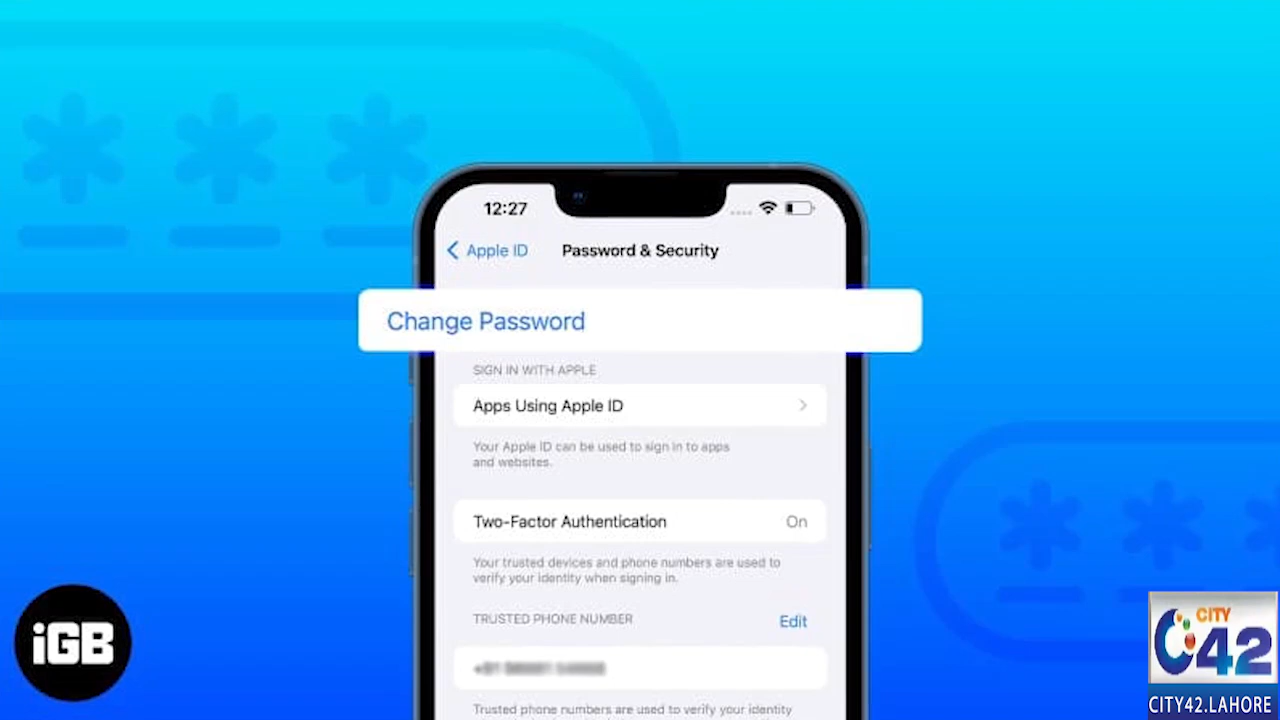 12:27
Apple ID
Password & Security
Change Password
SIGN IN WITH APPLE
Apps Using Apple ID
Your Apple ID can be used to sign in to apps
and websites.
Two-Factor Authentication
On
Your trusted devices and phone numbers are used to
verify your identity when signing in.
TRUSTED PHONE NUMBER
Edit
Trusted phone numbers are used to verify your identity
iGB
CITY
42
CITY42.LAHORE